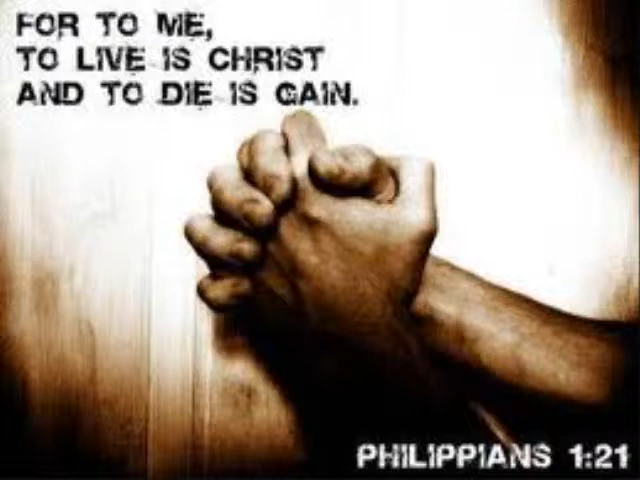 FOR TO ME,
TO LIVE IS CHRIST
AND TO DIE IS GAIN.
PHILIPPIANS 1:21